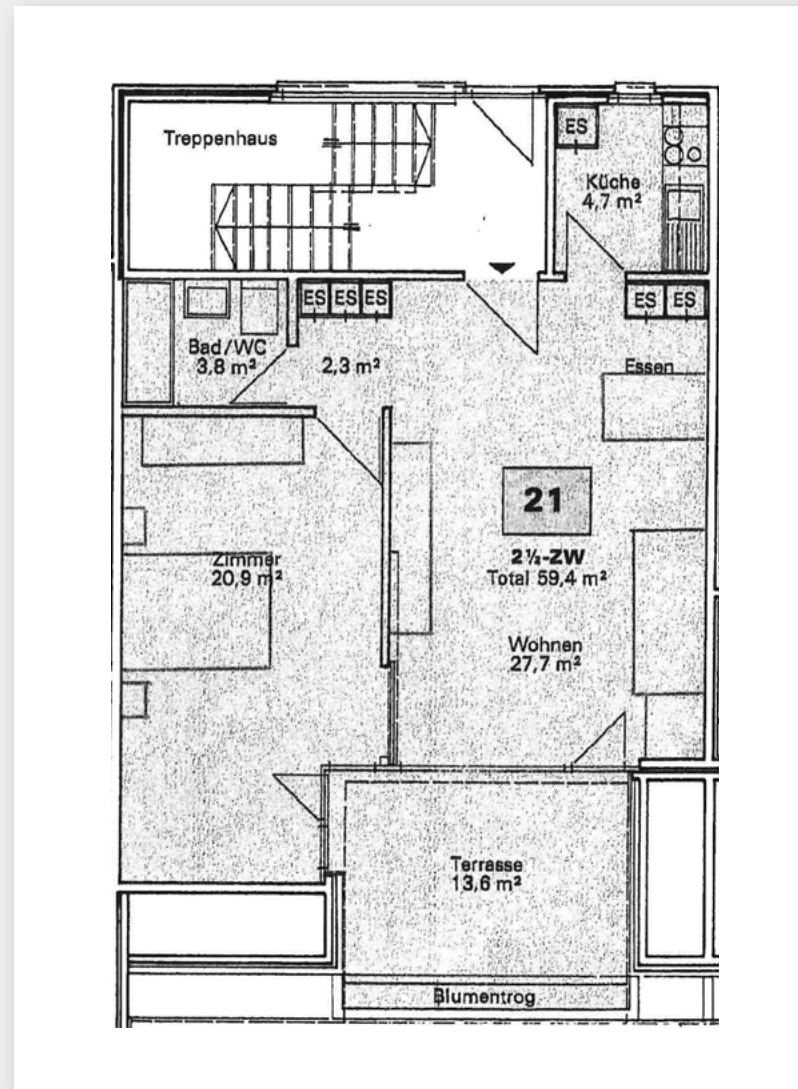 Treppenhaus
ES
Küche
4,7 m²
ES ES ES
ES ES
Bad/WC
3,8 m²
2,3 m²
Essen
21
2½-ZW
Total 59,4 m²
Zimmer
20,9 m²
Wohnen
27,7 m²
Terrasse
13,6 m²
Blumentrog